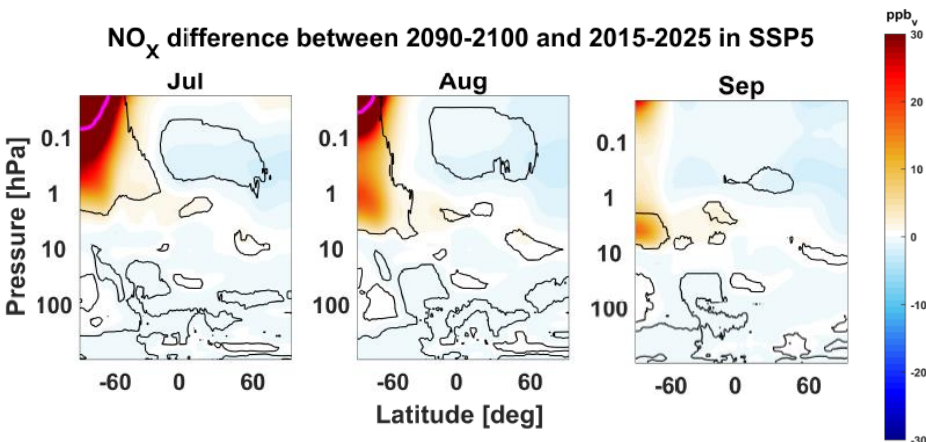 ppb_v
NO_X difference between 2090-2100 and 2015-2025 in SSP5
Jul
Aug
Sep
Pressure [hPa]
0.1
1
10
100
0.1
1
10
100
0.1
1
10
100
-60 0 60
-60 0 60
-60 0 60
Latitude [deg]
30
20
10
0
-10
-20
-30